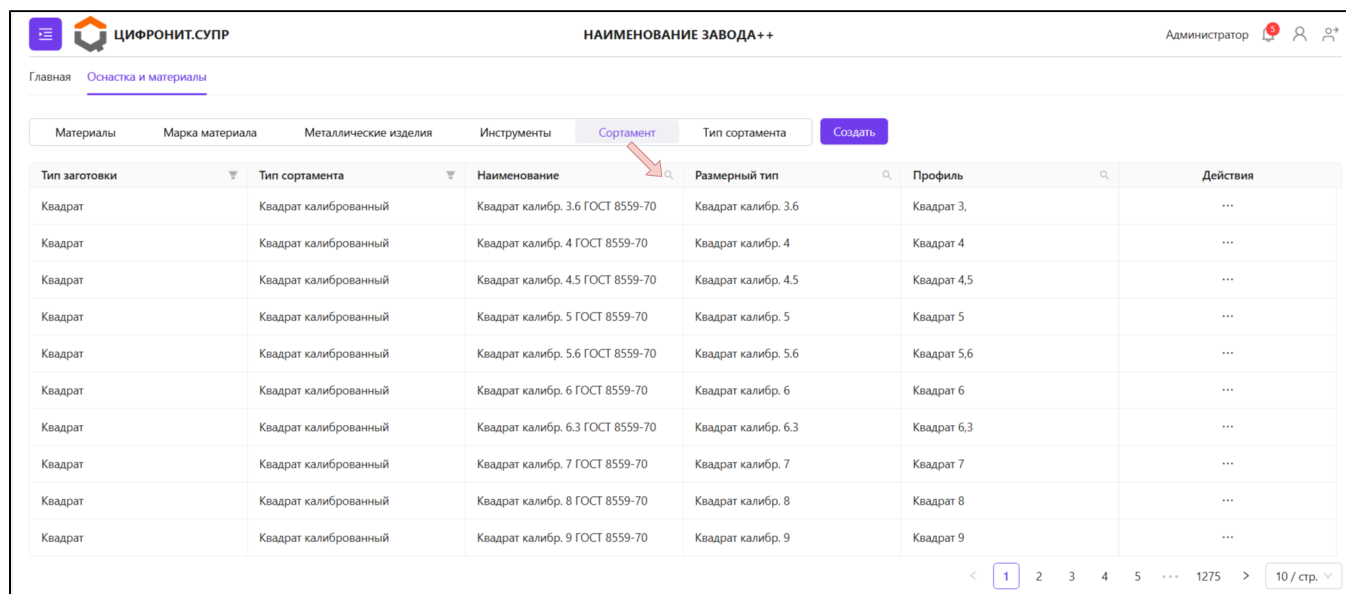 ЦИФРОНИТ.СУПР НАИМЕНОВАНИЕ ЗАВОДА++ Администратор 5
Главная Оснастка и материалы
Материалы Марка материала Металлические изделия Инструменты Сортамент Тип сортамента Создать
Тип заготовки Тип сортамента Наименование Размерный тип Профиль Действия
Квадрат Квадрат калиброванный Квадрат калибр. 3.6 ГОСТ 8559-70 Квадрат калибр. 3.6 Квадрат 3, ···
Квадрат Квадрат калиброванный Квадрат калибр. 4 ГОСТ 8559-70 Квадрат калибр. 4 Квадрат 4 ···
Квадрат Квадрат калиброванный Квадрат калибр. 4.5 ГОСТ 8559-70 Квадрат калибр. 4.5 Квадрат 4,5 ···
Квадрат Квадрат калиброванный Квадрат калибр. 5 ГОСТ 8559-70 Квадрат калибр. 5 Квадрат 5 ···
Квадрат Квадрат калиброванный Квадрат калибр. 5.6 ГОСТ 8559-70 Квадрат калибр. 5.6 Квадрат 5,6 ···
Квадрат Квадрат калиброванный Квадрат калибр. 6 ГОСТ 8559-70 Квадрат калибр. 6 Квадрат 6 ···
Квадрат Квадрат калиброванный Квадрат калибр. 6.3 ГОСТ 8559-70 Квадрат калибр. 6.3 Квадрат 6,3 ···
Квадрат Квадрат калиброванный Квадрат калибр. 7 ГОСТ 8559-70 Квадрат калибр. 7 Квадрат 7 ···
Квадрат Квадрат калиброванный Квадрат калибр. 8 ГОСТ 8559-70 Квадрат калибр. 8 Квадрат 8 ···
Квадрат Квадрат калиброванный Квадрат калибр. 9 ГОСТ 8559-70 Квадрат калибр. 9 Квадрат 9 ···
< 1 2 3 4 5 ··· 1275 > 10 / стр.